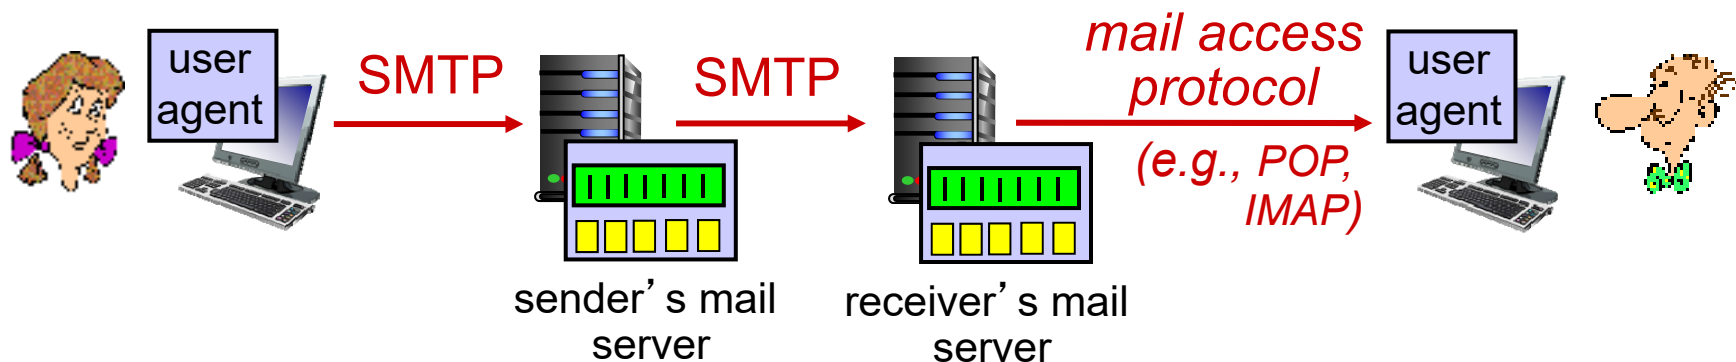 user
agent
SMTP
SMTP
mail access
protocol
(e.g., POP,
IMAP)
user
agent
sender’s mail
server
receiver’s mail
server